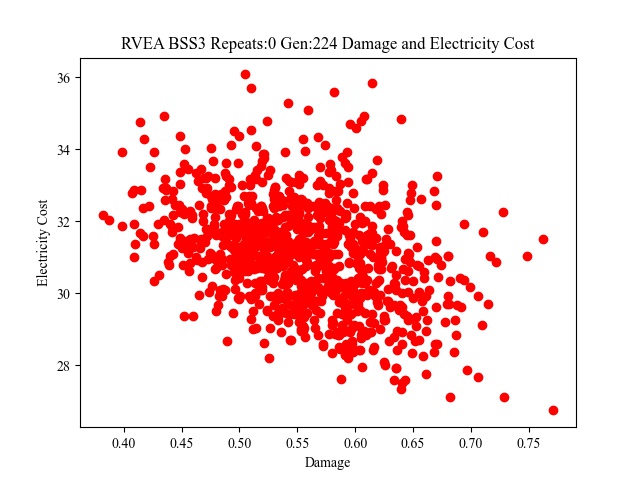 RVEA BSS3 Repeats:0 Gen:224 Damage and Electricity Cost
36
34
32
30
28
Electricity Cost
0.40 0.45 0.50 0.55 0.60 0.65 0.70 0.75
Damage